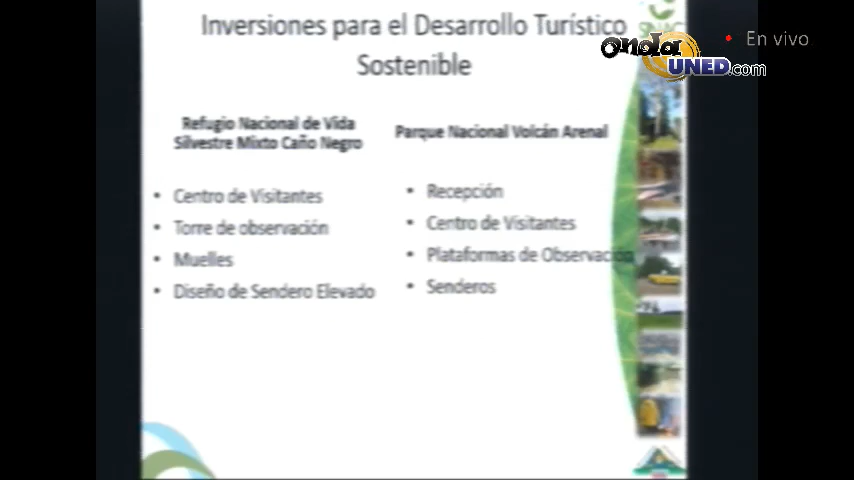 Inversiones para el Desarrollo Turístico
Sostenible
SINAC
onda
UNED.com
En vivo
Refugio Nacional de Vida
Silvestre Mixto Caño Negro
• Centro de Visitantes
• Torre de observación
• Muelles
• Diseño de Sendero Elevado
Parque Nacional Volcán Arenal
• Recepción
• Centro de Visitantes
• Plataformas de Observación
• Senderos